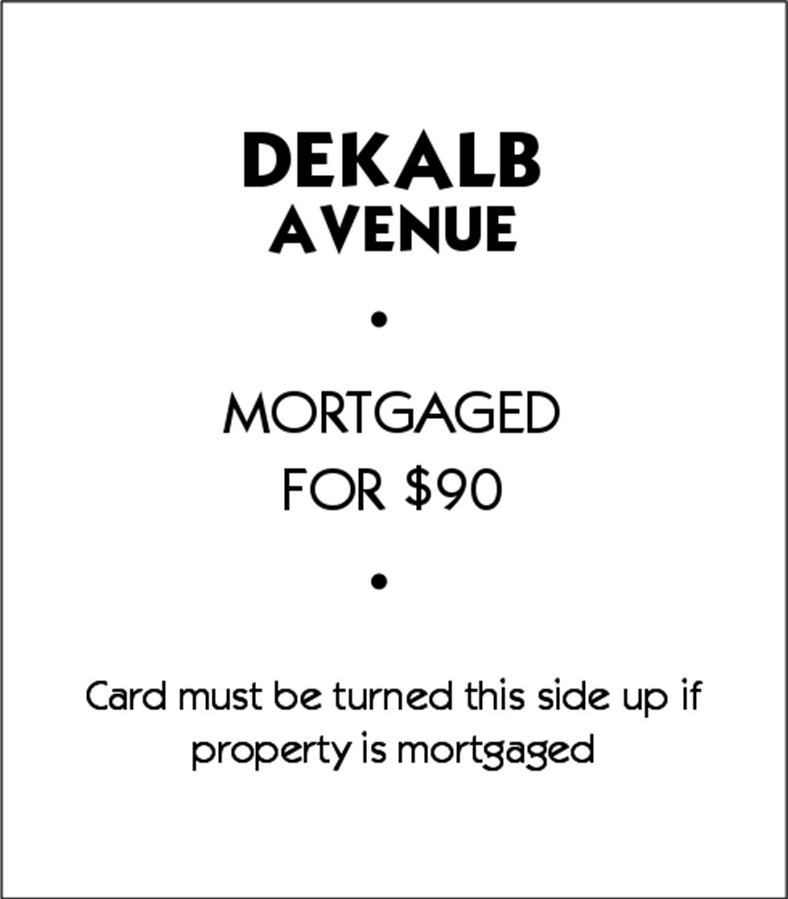 DEKALB
AVENUE
•
MORTGAGED
FOR $90
•
Card must be turned this side up if
property is mortgaged